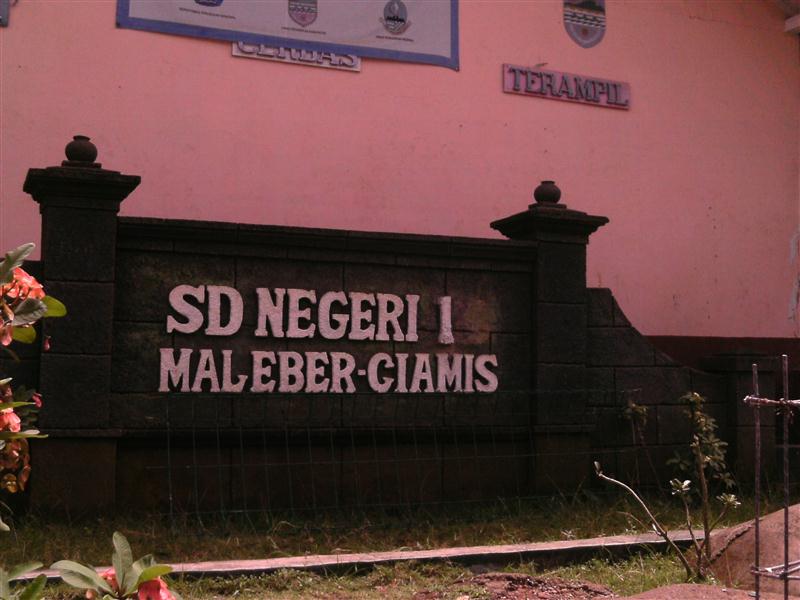 CERDAS
TERAMPIL
SD NEGERI 1
MALEBER-CIAMIS